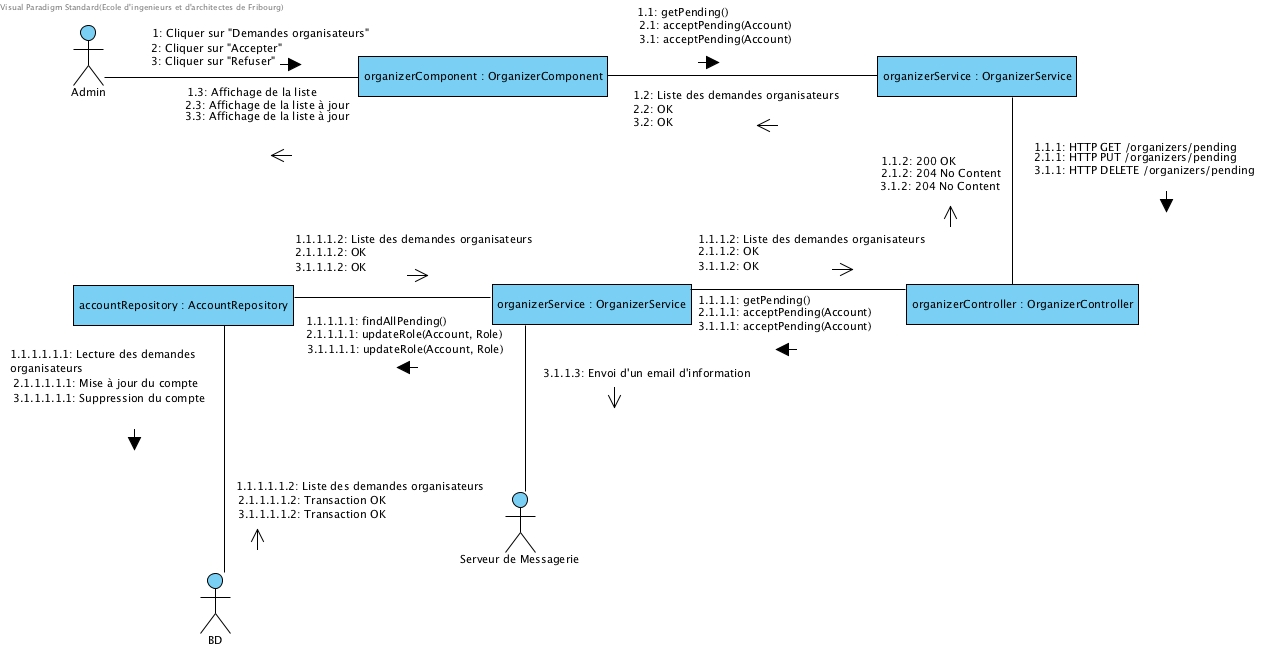 Visual Paradigm Standard(Ecole d'ingenieurs et d'architectes de Fribourg)
1: Cliquer sur "Demandes organisateurs"
2: Cliquer sur "Accepter"
3: Cliquer sur "Refuser"
Admin
1.3: Affichage de la liste
2.3: Affichage de la liste à jour
3.3: Affichage de la liste à jour
organizerComponent : OrganizerComponent
1.1: getPending()
2.1: acceptPending(Account)
3.1: acceptPending(Account)
1.2: Liste des demandes organisateurs
2.2: OK
3.2: OK
organizerService : OrganizerService
1.1.1: HTTP GET /organizers/pending
2.1.1: HTTP PUT /organizers/pending
3.1.1: HTTP DELETE /organizers/pending
1.1.2: 200 OK
2.1.2: 204 No Content
3.1.2: 204 No Content
1.1.1.1.2: Liste des demandes organisateurs
2.1.1.1.2: OK
3.1.1.1.2: OK
1.1.1.2: Liste des demandes organisateurs
2.1.1.2: OK
3.1.1.2: OK
accountRepository : AccountRepository
organizerService : OrganizerService
organizerController : OrganizerController
1.1.1.1.1: findAllPending()
2.1.1.1.1: updateRole(Account, Role)
3.1.1.1.1: updateRole(Account, Role)
1.1.1.1: getPending()
2.1.1.1: acceptPending(Account)
3.1.1.1: acceptPending(Account)
1.1.1.1.1.1: Lecture des demandes
organisateurs
2.1.1.1.1.1: Mise à jour du compte
3.1.1.1.1.1: Suppression du compte
3.1.1.3: Envoi d'un email d'information
1.1.1.1.1.2: Liste des demandes organisateurs
2.1.1.1.1.2: Transaction OK
3.1.1.1.1.2: Transaction OK
Serveur de Messagerie
BD